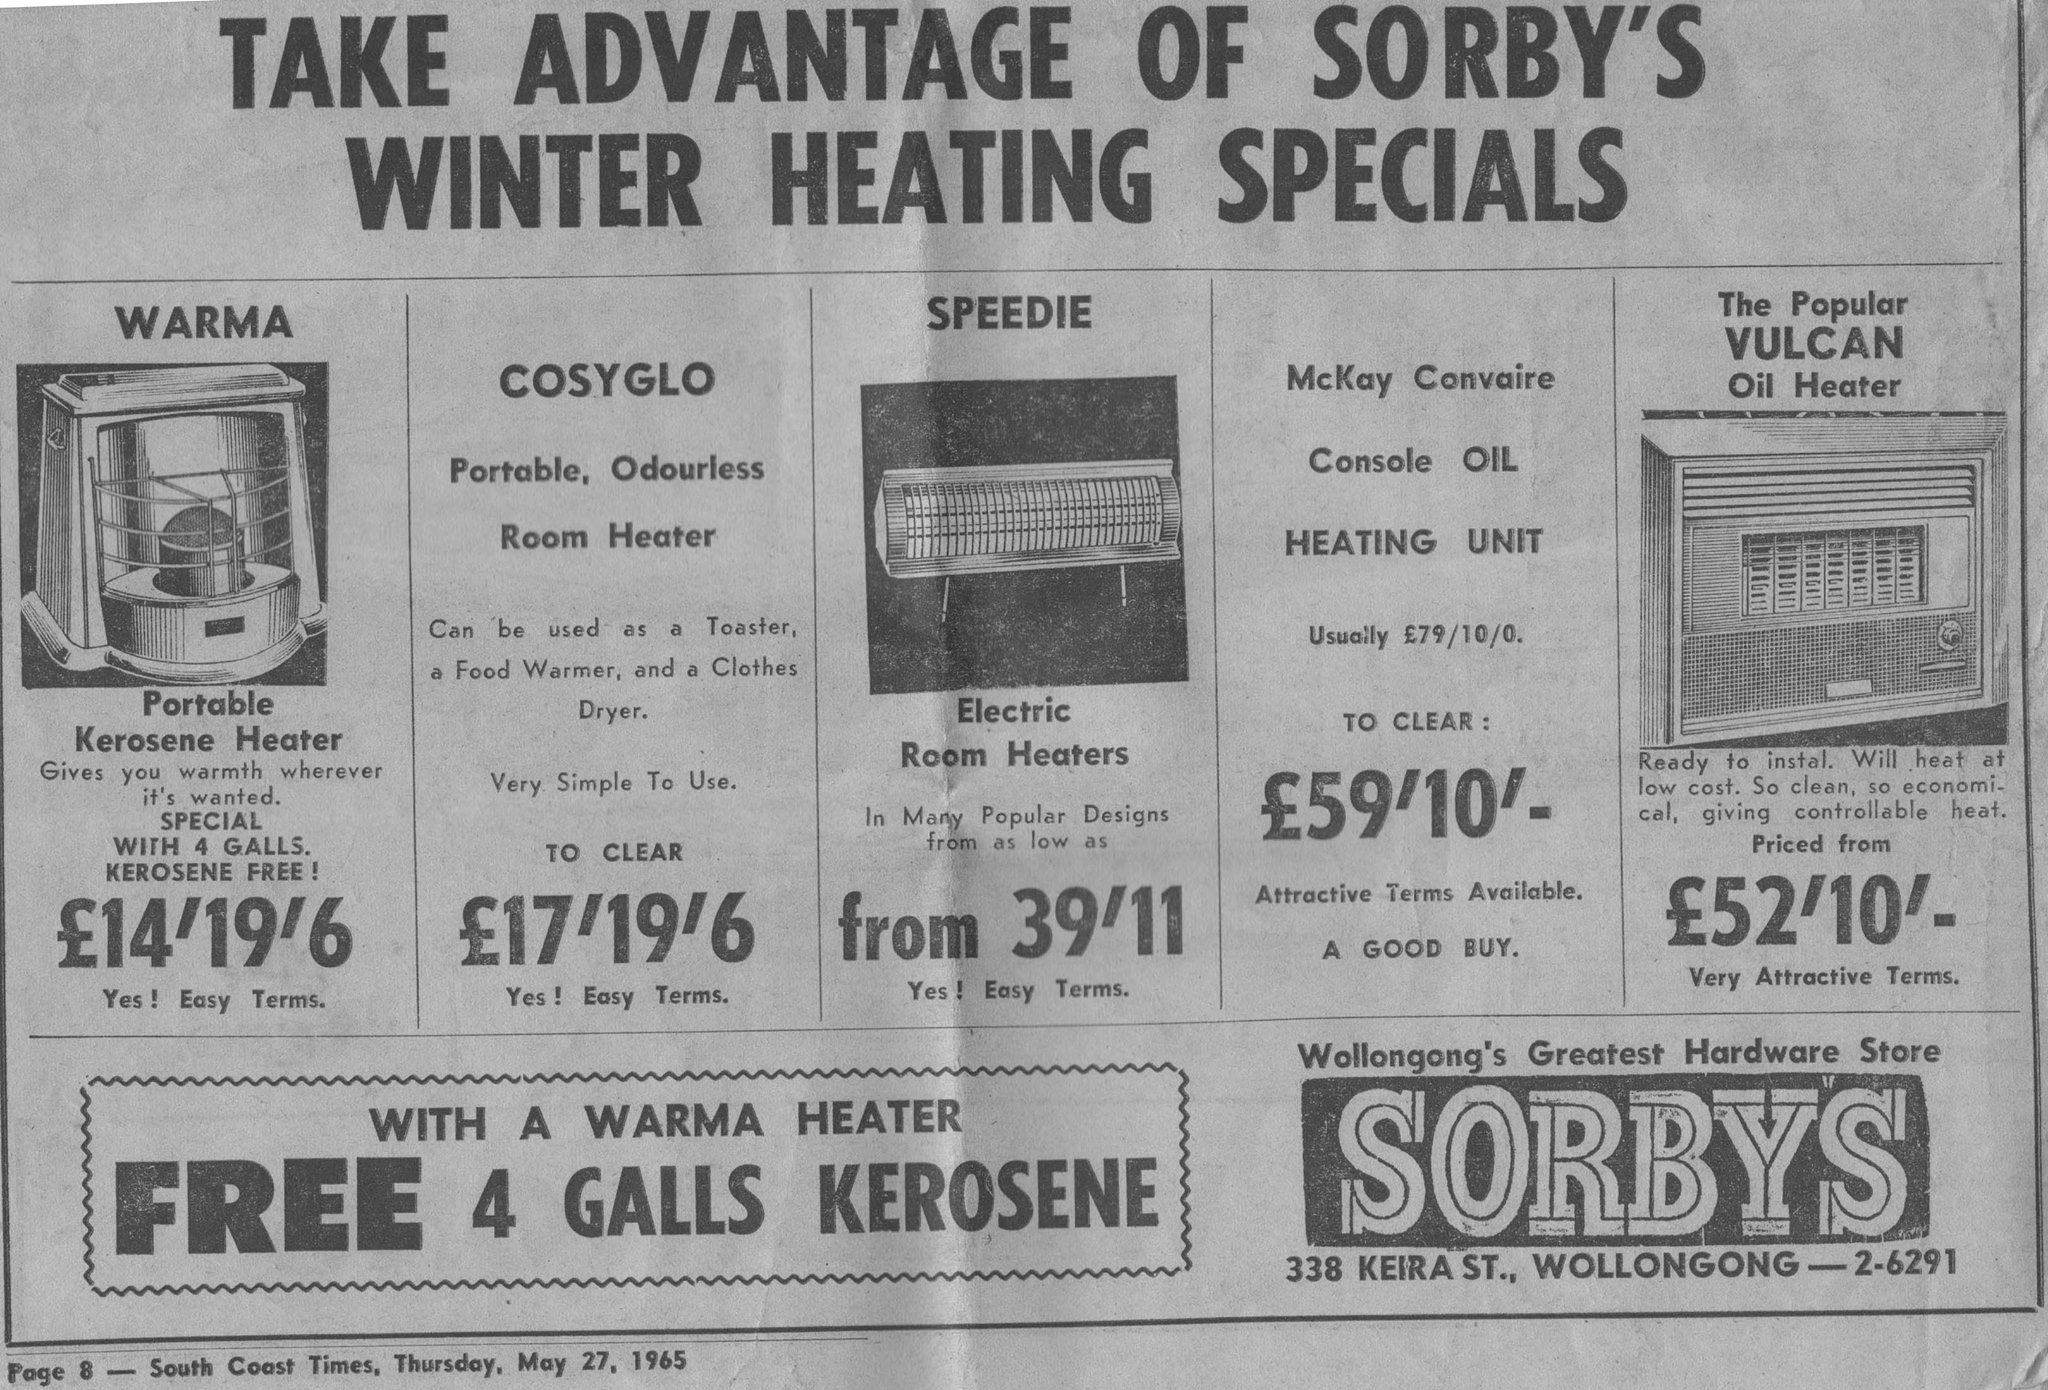 TAKE ADVANTAGE OF SORBY'S
WINTER HEATING SPECIALS
WARMA
Portable
Kerosene Heater
Gives you warmth wherever
it's wanted.
SPECIAL
WITH 4 GALLS.
KEROSENE FREE!
£14'19'6
Yes! Easy Terms.
COSYGLO
Portable, Odourless
Room Heater
Can be used as a Toaster,
a Food Warmer, and a Clothes
Dryer.
Very Simple To Use.
TO CLEAR
£17'19'6
Yes! Easy Terms.
SPEEDIE
Electric
Room Heaters
In Many Popular Designs
from as low as
from 39'11
Yes! Easy Terms.
McKay Convaire
Console OIL
HEATING UNIT
Usually £79/10/0.
TO CLEAR:
£59'10'-
Attractive Terms Available.
A GOOD BUY.
The Popular
VULCAN
Oil Heater
Ready to instal. Will heat at
low cost. So clean, so economi-
cal, giving controllable heat.
Priced from
£52'10'-
Very Attractive Terms.
WITH A WARMA HEATER
FREE 4 GALLS KEROSENE
Wollongong's Greatest Hardware Store
SORBY'S
338 KEIRA ST., WOLLONGONG — 2-6291
Page 8 — South Coast Times, Thursday, May 27, 1965